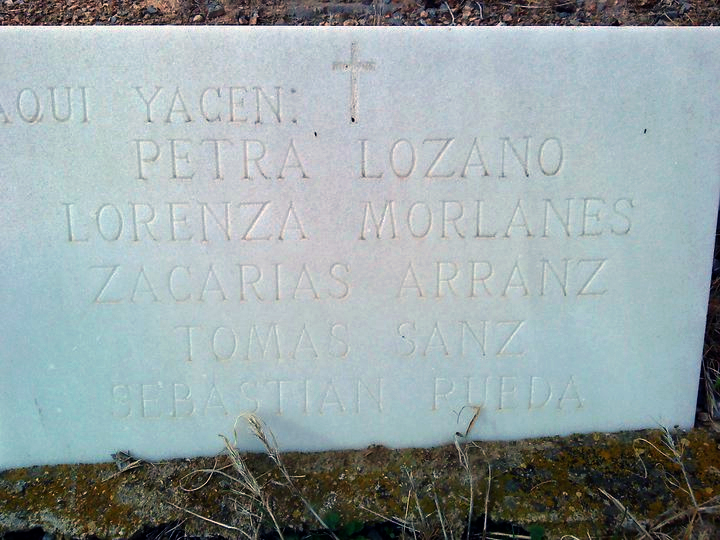 AQUI YACEN:
PETRA LOZANO
LORENZA MORLANES
ZACARIAS ARRANZ
TOMAS SANZ
SEBASTIAN RUEDA